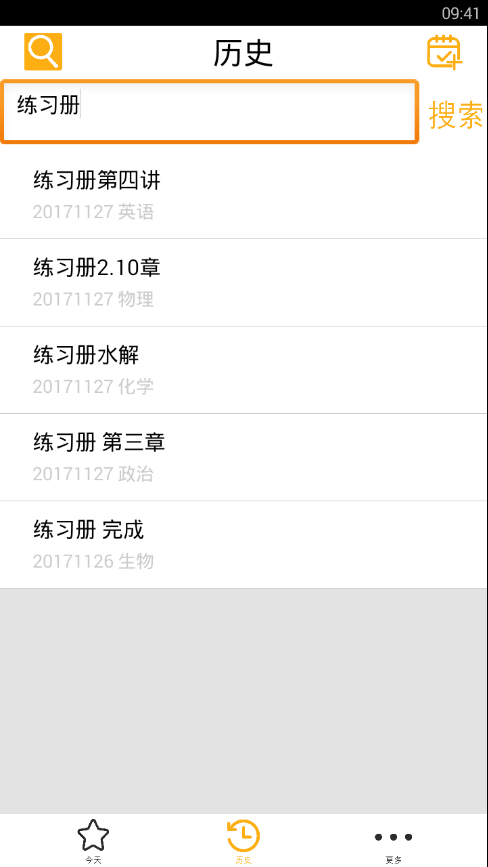 09:41
历史
练习册
搜索
练习册第四讲
20171127 英语
练习册2.10章
20171127 物理
练习册水解
20171127 化学
练习册 第三章
20171127 政治
练习册 完成
20171126 生物
今天
历史
更多